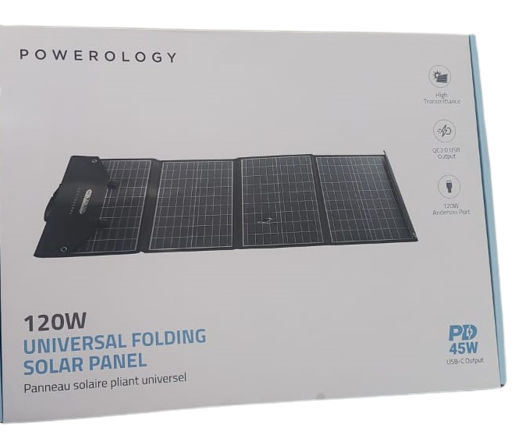 POWEROLOGY
High
Transmittance
QC3.0 USB
Output
120W
Anderson Port
120W
UNIVERSAL FOLDING
SOLAR PANEL
Panneau solaire pliant universel
PD
45W
USB-C Output